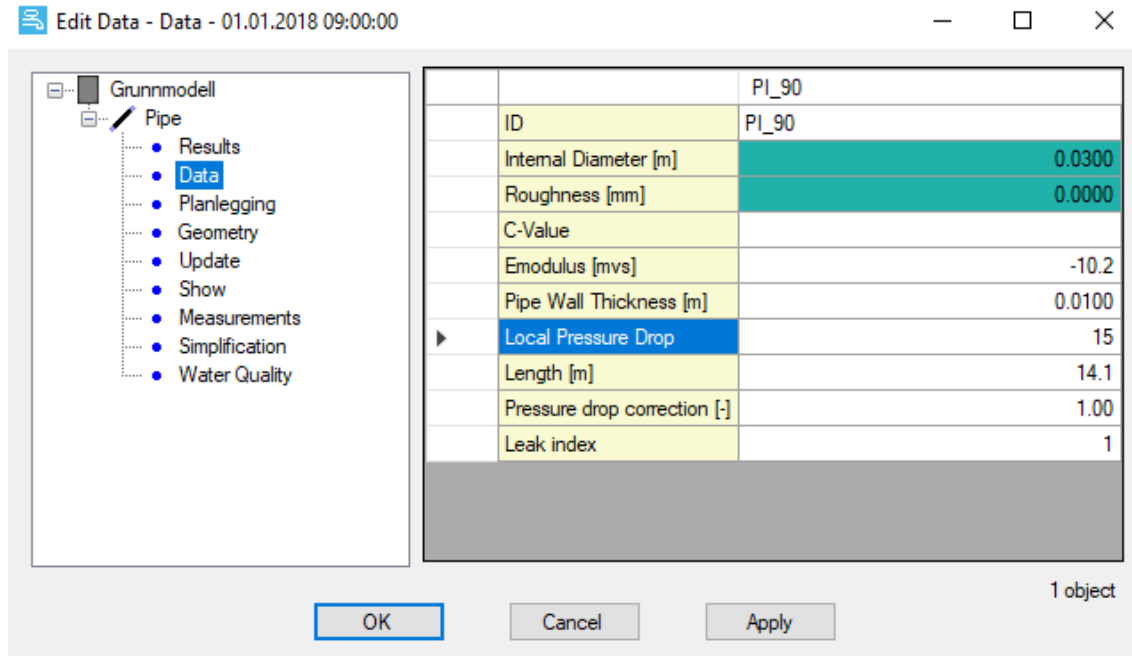 Edit Data - Data - 01.01.2018 09:00:00
Grunnmodell
Pipe
Results
Data
Planlegging
Geometry
Update
Show
Measurements
Simplification
Water Quality
PI_90
ID PI_90
Internal Diameter [m] 0.0300
Roughness [mm] 0.0000
C-Value
Emodulus [mvs] -10.2
Pipe Wall Thickness [m] 0.0100
Local Pressure Drop 15
Length [m] 14.1
Pressure drop correction [-] 1.00
Leak index 1
1 object
OK Cancel Apply